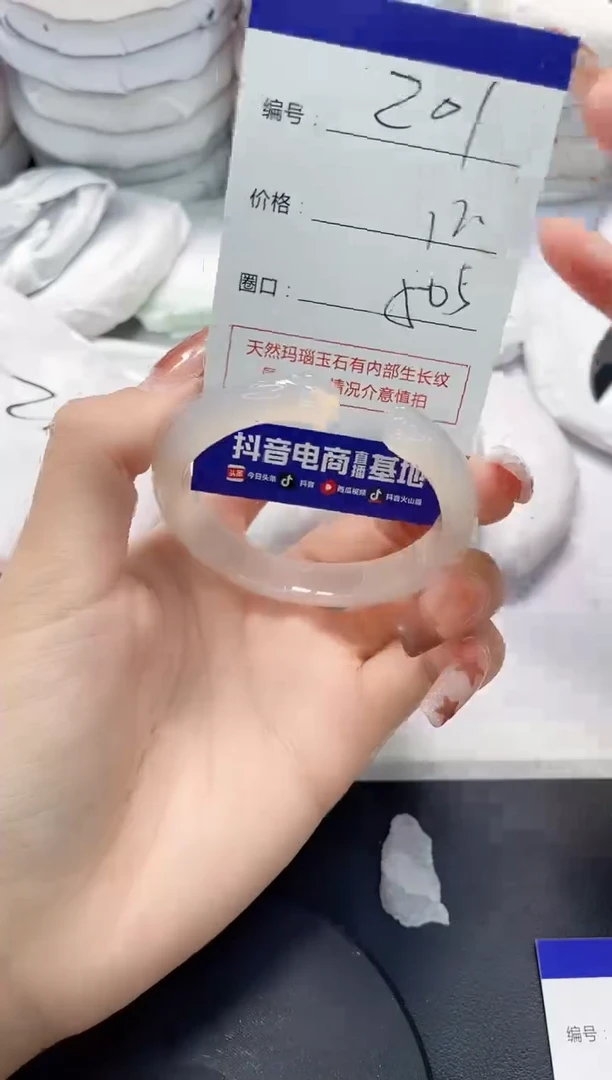 编号：201
价格：12
圈口：
天然玛瑙玉石有内部生长纹
情况介意慎拍
抖音电商直播基地
头条 今日头条 抖音 西瓜视频 抖音火山版
编号：